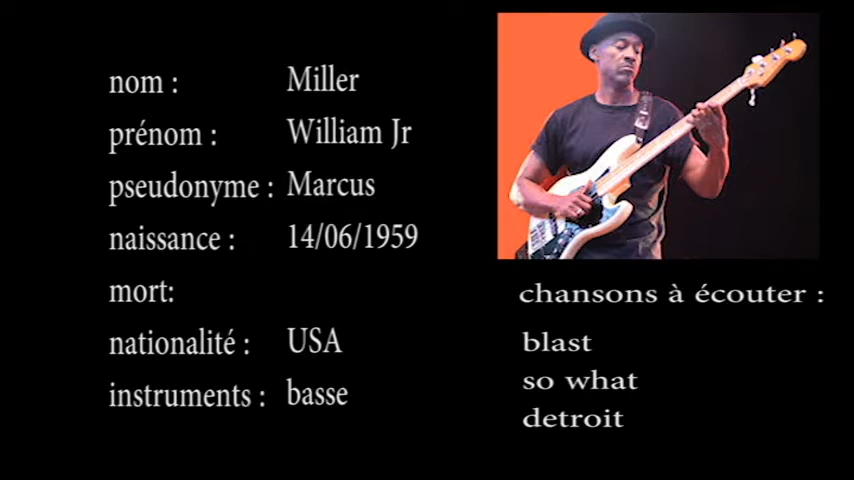 nom : Miller
prénom : William Jr
pseudonyme : Marcus
naissance : 14/06/1959
mort:
nationalité : USA
instruments : basse
chansons à écouter :
blast
so what
detroit